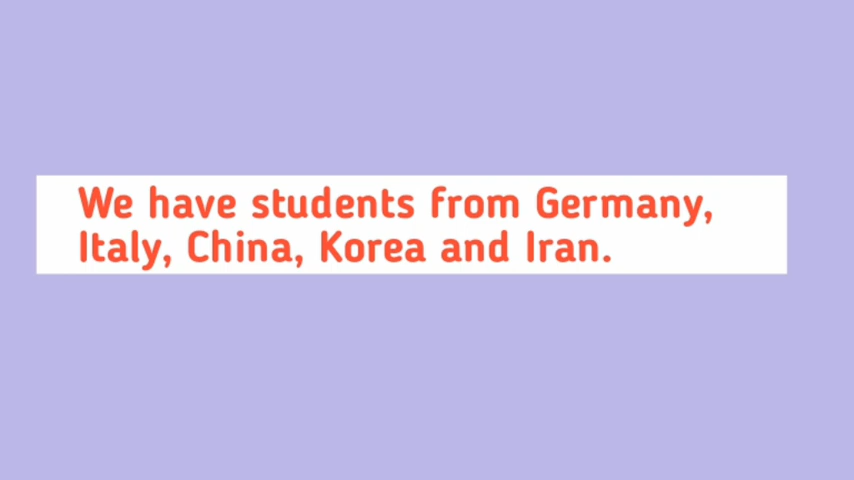 We have students from Germany,
Italy, China, Korea and Iran.